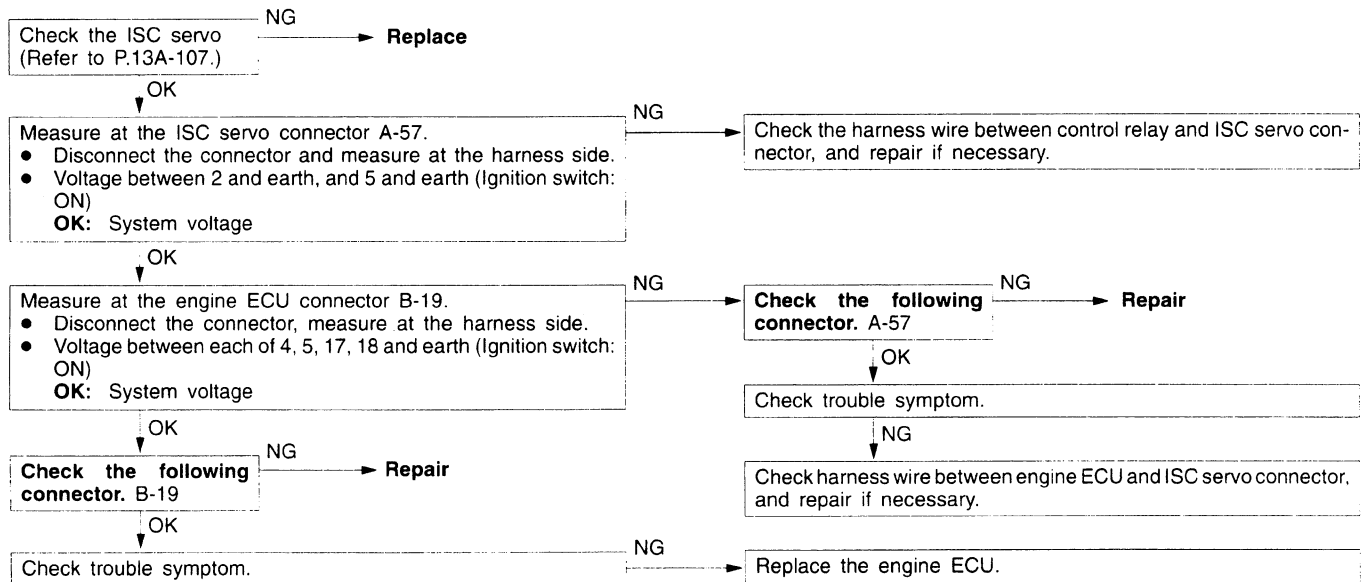 NG
Check the ISC servo
(Refer to P.13A-107.)
Replace
OK
Measure at the ISC servo connector A-57.
● Disconnect the connector and measure at the harness side.
● Voltage between 2 and earth, and 5 and earth (Ignition switch:
ON)
OK: System voltage
NG
Check the harness wire between control relay and ISC servo con-
nector, and repair if necessary.
OK
Measure at the engine ECU connector B-19.
● Disconnect the connector, measure at the harness side.
● Voltage between each of 4, 5, 17, 18 and earth (Ignition switch:
ON)
OK: System voltage
NG
Check the following
connector. A-57
NG
Repair
OK
Check trouble symptom.
NG
Check harness wire between engine ECU and ISC servo connector,
and repair if necessary.
OK
Check the following
connector. B-19
NG
Repair
OK
Check trouble symptom.
NG
Replace the engine ECU.